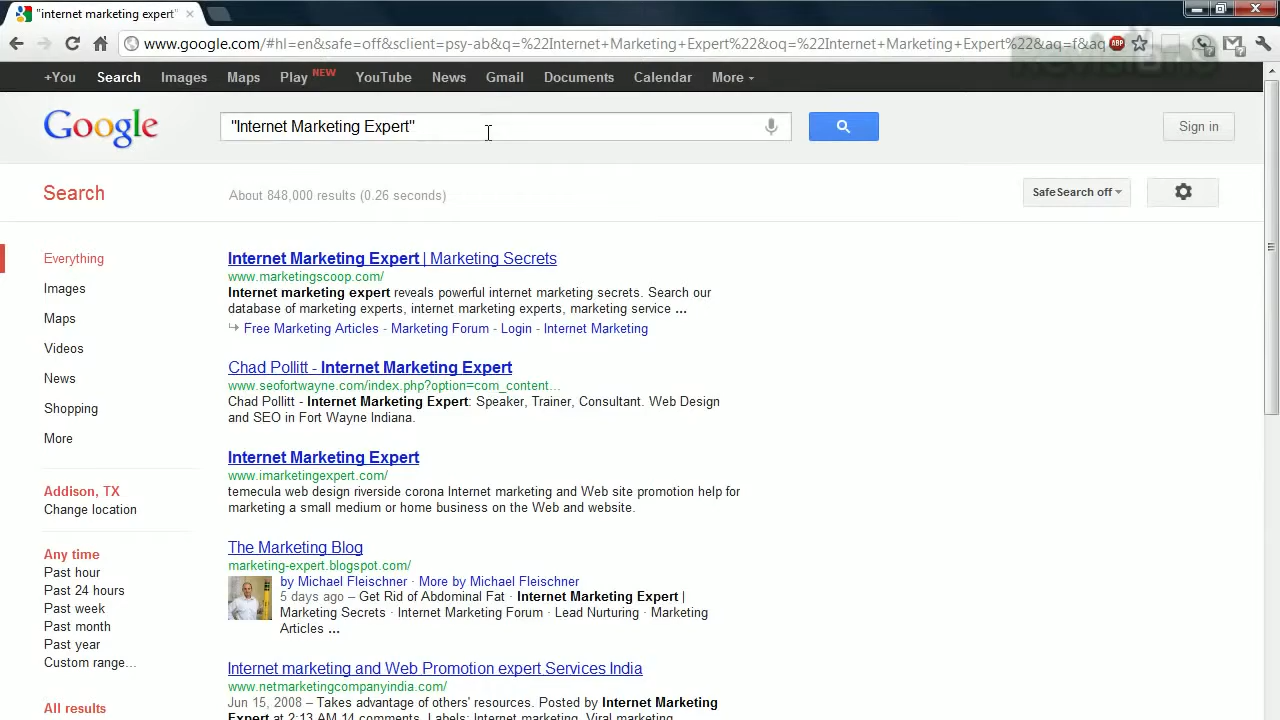 "internet marketing expert"
www.google.com/#hl=en&safe=off&sclient=psy-ab&q=%22Internet+Marketing+Expert%22&oq=%22Internet+Marketing+Expert%22&aq=f&aq
+You Search Images Maps Play NEW YouTube News Gmail Documents Calendar More
Google
"Internet Marketing Expert"
Sign in
Search
About 848,000 results (0.26 seconds)
SafeSearch off
Everything
Images
Maps
Videos
News
Shopping
More
Addison, TX
Change location
Any time
Past hour
Past 24 hours
Past week
Past month
Past year
Custom range...
All results
Internet Marketing Expert | Marketing Secrets
www.marketingscoop.com/
Internet marketing expert reveals powerful internet marketing secrets. Search our
database of marketing experts, internet marketing experts, marketing service ...
Free Marketing Articles - Marketing Forum - Login - Internet Marketing
Chad Pollitt - Internet Marketing Expert
www.seofortwayne.com/index.php?option=com_content...
Chad Pollitt - Internet Marketing Expert: Speaker, Trainer, Consultant. Web Design
and SEO in Fort Wayne Indiana.
Internet Marketing Expert
www.imarketingexpert.com/
temecula web design riverside corona Internet marketing and Web site promotion help for
marketing a small medium or home business on the Web and website.
The Marketing Blog
marketing-expert.blogspot.com/
by Michael Fleischner · More by Michael Fleischner
5 days ago – Get Rid of Abdominal Fat · Internet Marketing Expert |
Marketing Secrets · Internet Marketing Forum · Lead Nurturing · Marketing
Articles ...
Internet marketing and Web Promotion expert Services India
www.netmarketingcompanyindia.com/
Jun 15, 2008 – Takes advantage of others' resources. Posted by Internet Marketing
Expert at 2:13 AM 14 comments. Labels: Internet marketing, Viral marketing